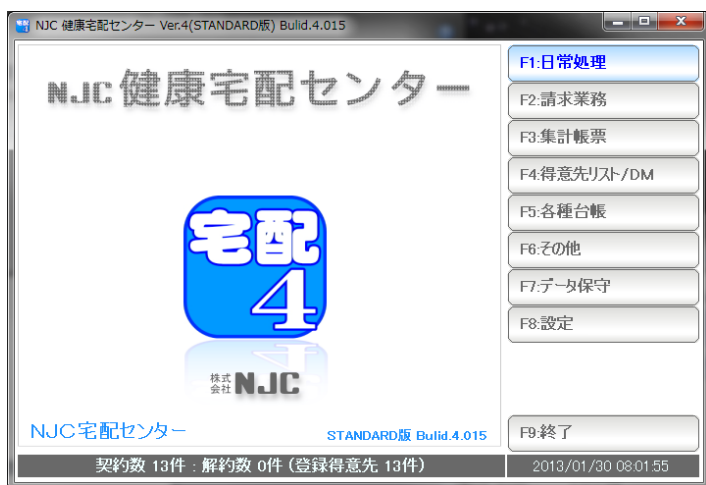 NJC 健康宅配センター Ver.4(STANDARD版) Bulid.4.015
NJC健康宅配センター
宅配
4
株式
会社 NJC
NJC宅配センター
STANDARD版 Bulid.4.015
F1:日常処理
F2:請求業務
F3:集計帳票
F4:得意先リスト/DM
F5:各種台帳
F6:その他
F7:データ保守
F8:設定
F9:終了
契約数 13件 : 解約数 0件 (登録得意先 13件)
2013/01/30 08:01:55